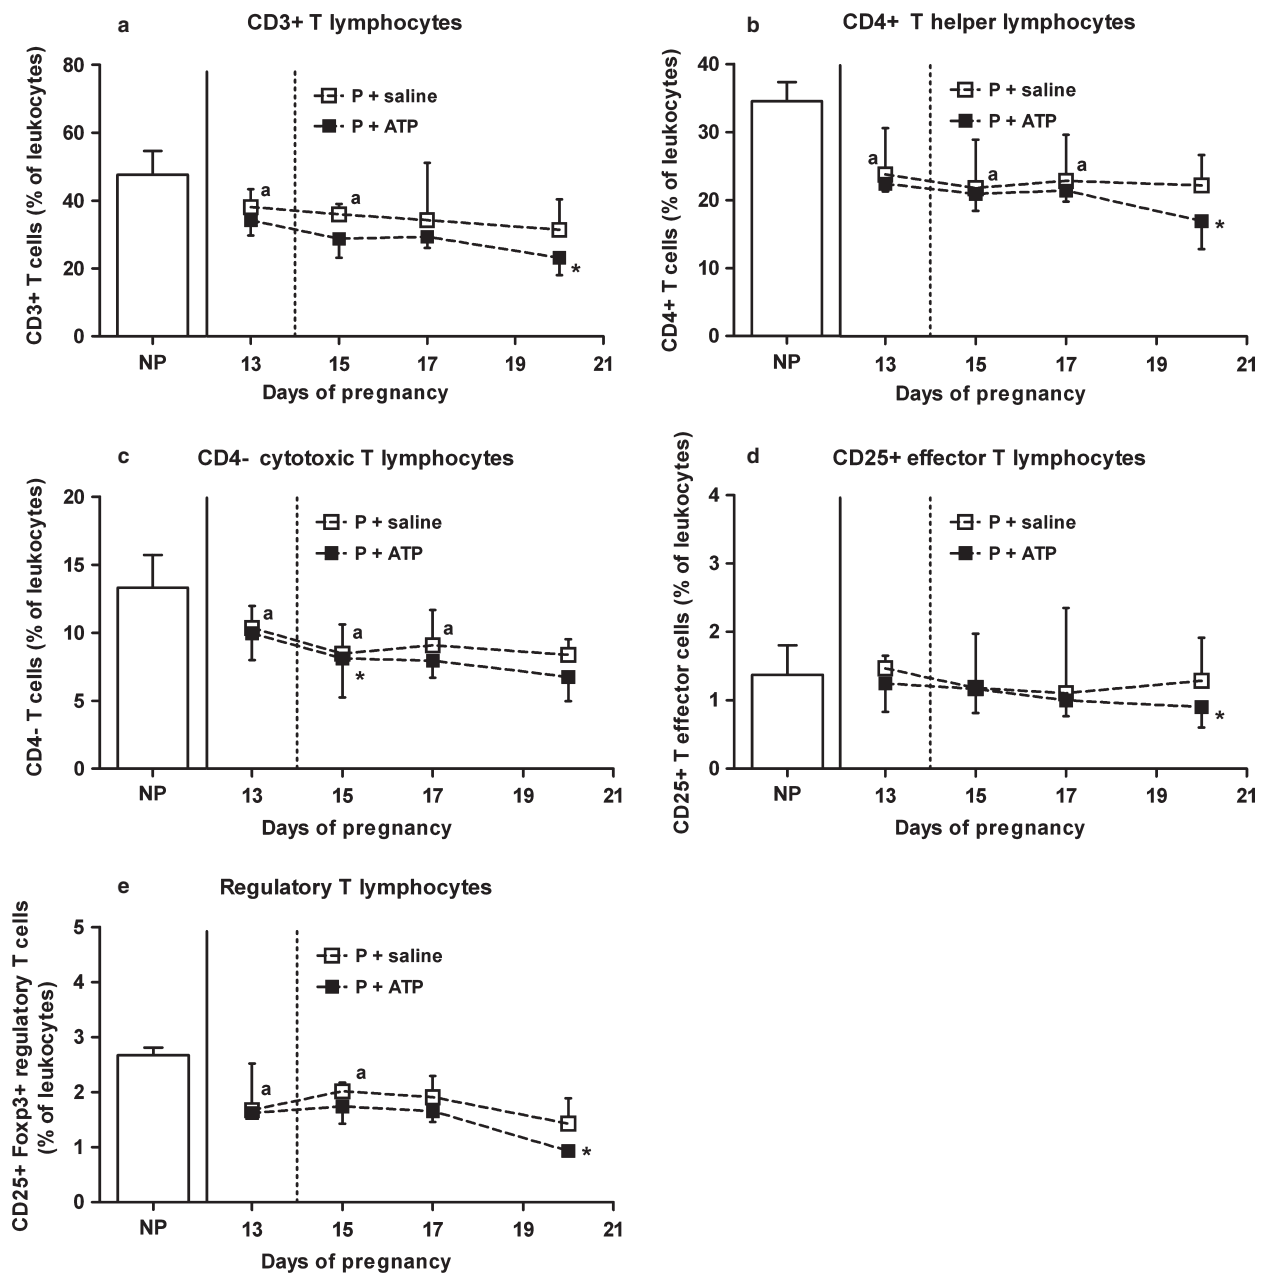 a CD3+ T lymphocytes
CD3+ T cells (% of leukocytes)
80
60
40
20
0
P + saline
P + ATP
a
a
*
NP 13 15 17 19 21
Days of pregnancy
b CD4+ T helper lymphocytes
CD4+ T cells (% of leukocytes)
40
30
20
10
0
P + saline
P + ATP
a
a
a
*
NP 13 15 17 19 21
Days of pregnancy
c CD4- cytotoxic T lymphocytes
CD4- T cells (% of leukocytes)
20
15
10
5
0
P + saline
P + ATP
a
a
a
*
NP 13 15 17 19 21
Days of pregnancy
d CD25+ effector T lymphocytes
CD25+ T effector cells (% of leukocytes)
4
3
2
1
0
P + saline
P + ATP
*
NP 13 15 17 19 21
Days of pregnancy
e Regulatory T lymphocytes
CD25+ Foxp3+ regulatory T cells
(% of leukocytes)
5
4
3
2
1
0
P + saline
P + ATP
a
a
*
NP 13 15 17 19 21
Days of pregnancy